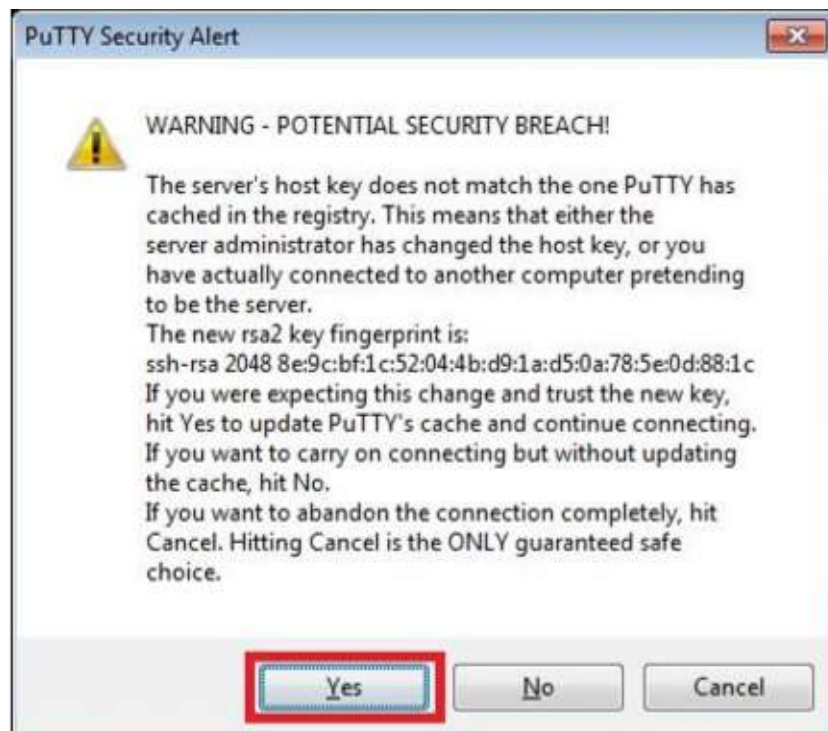 PuTTY Security Alert
WARNING - POTENTIAL SECURITY BREACH!
The server's host key does not match the one PuTTY has
cached in the registry. This means that either the
server administrator has changed the host key, or you
have actually connected to another computer pretending
to be the server.
The new rsa2 key fingerprint is:
ssh-rsa 2048 8e:9c:bf:1c:52:04:4b:d9:1a:d5:0a:78:5e:0d:88:1c
If you were expecting this change and trust the new key,
hit Yes to update PuTTY's cache and continue connecting.
If you want to carry on connecting but without updating
the cache, hit No.
If you want to abandon the connection completely, hit
Cancel. Hitting Cancel is the ONLY guaranteed safe
choice.
Yes No Cancel